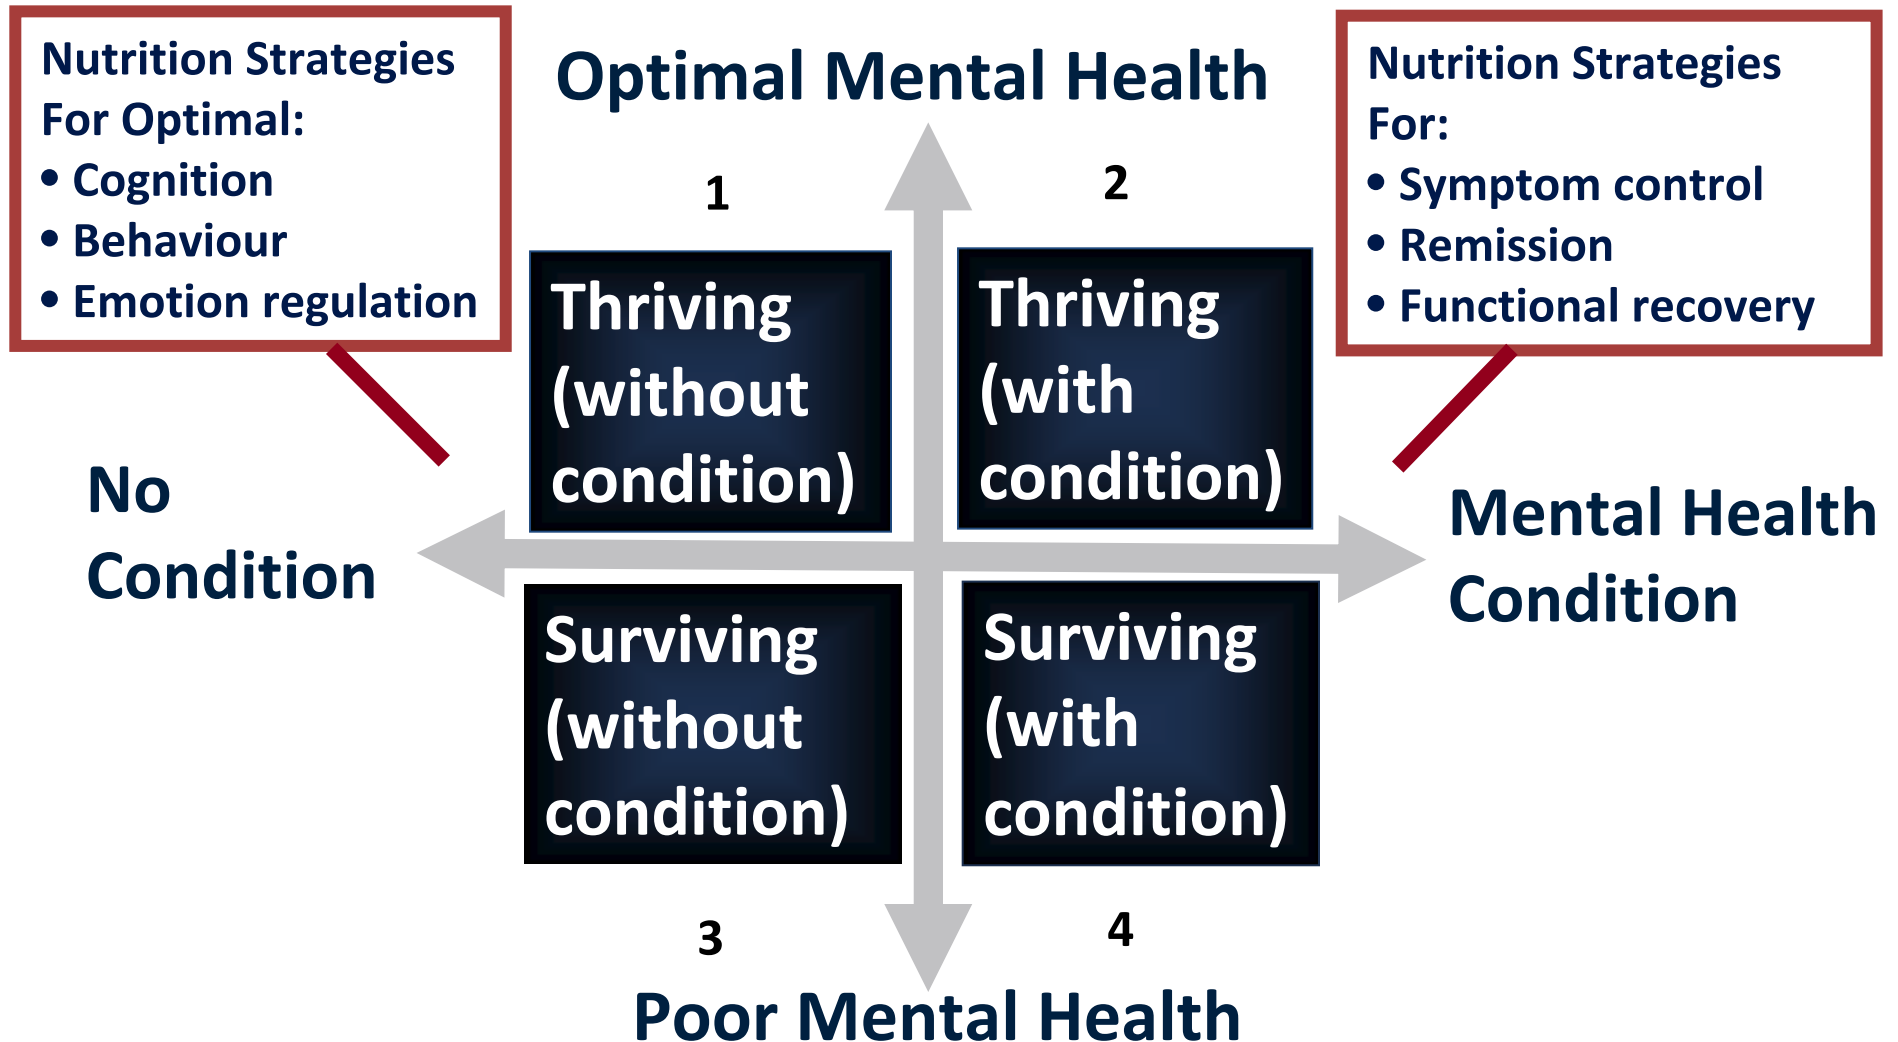 Nutrition Strategies
For Optimal:
• Cognition
• Behaviour
• Emotion regulation
Optimal Mental Health
Nutrition Strategies
For:
• Symptom control
• Remission
• Functional recovery
1
2
Thriving
(without
condition)
Thriving
(with
condition)
No
Condition
Mental Health
Condition
Surviving
(without
condition)
Surviving
(with
condition)
3
4
Poor Mental Health